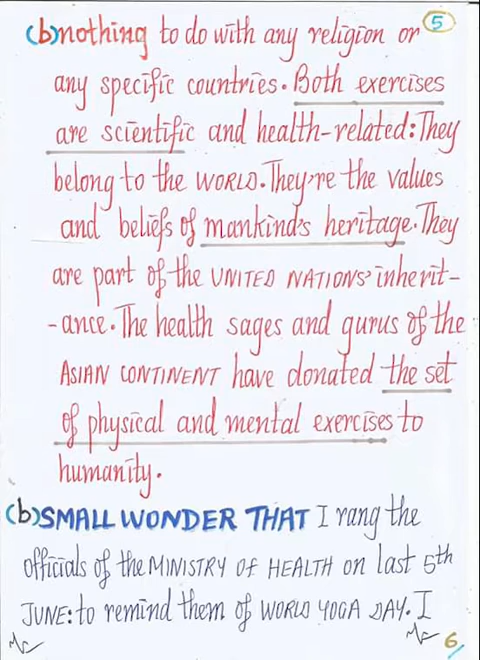 (b) nothing to do with any religion or 5
any specific countries. Both exercises
are scientific and health-related: They
belong to the WORLD. They're the values
and beliefs of mankind's heritage. They
are part of the UNITED NATIONS' inherit-
-ance. The health sages and gurus of the
ASIAN CONTINENT have donated the set
of physical and mental exercises to
humanity.
(b) SMALL WONDER THAT I rang the
officials of the MINISTRY OF HEALTH on last 5th
JUNE: to remind them of WORLD YOGA DAY. I
6